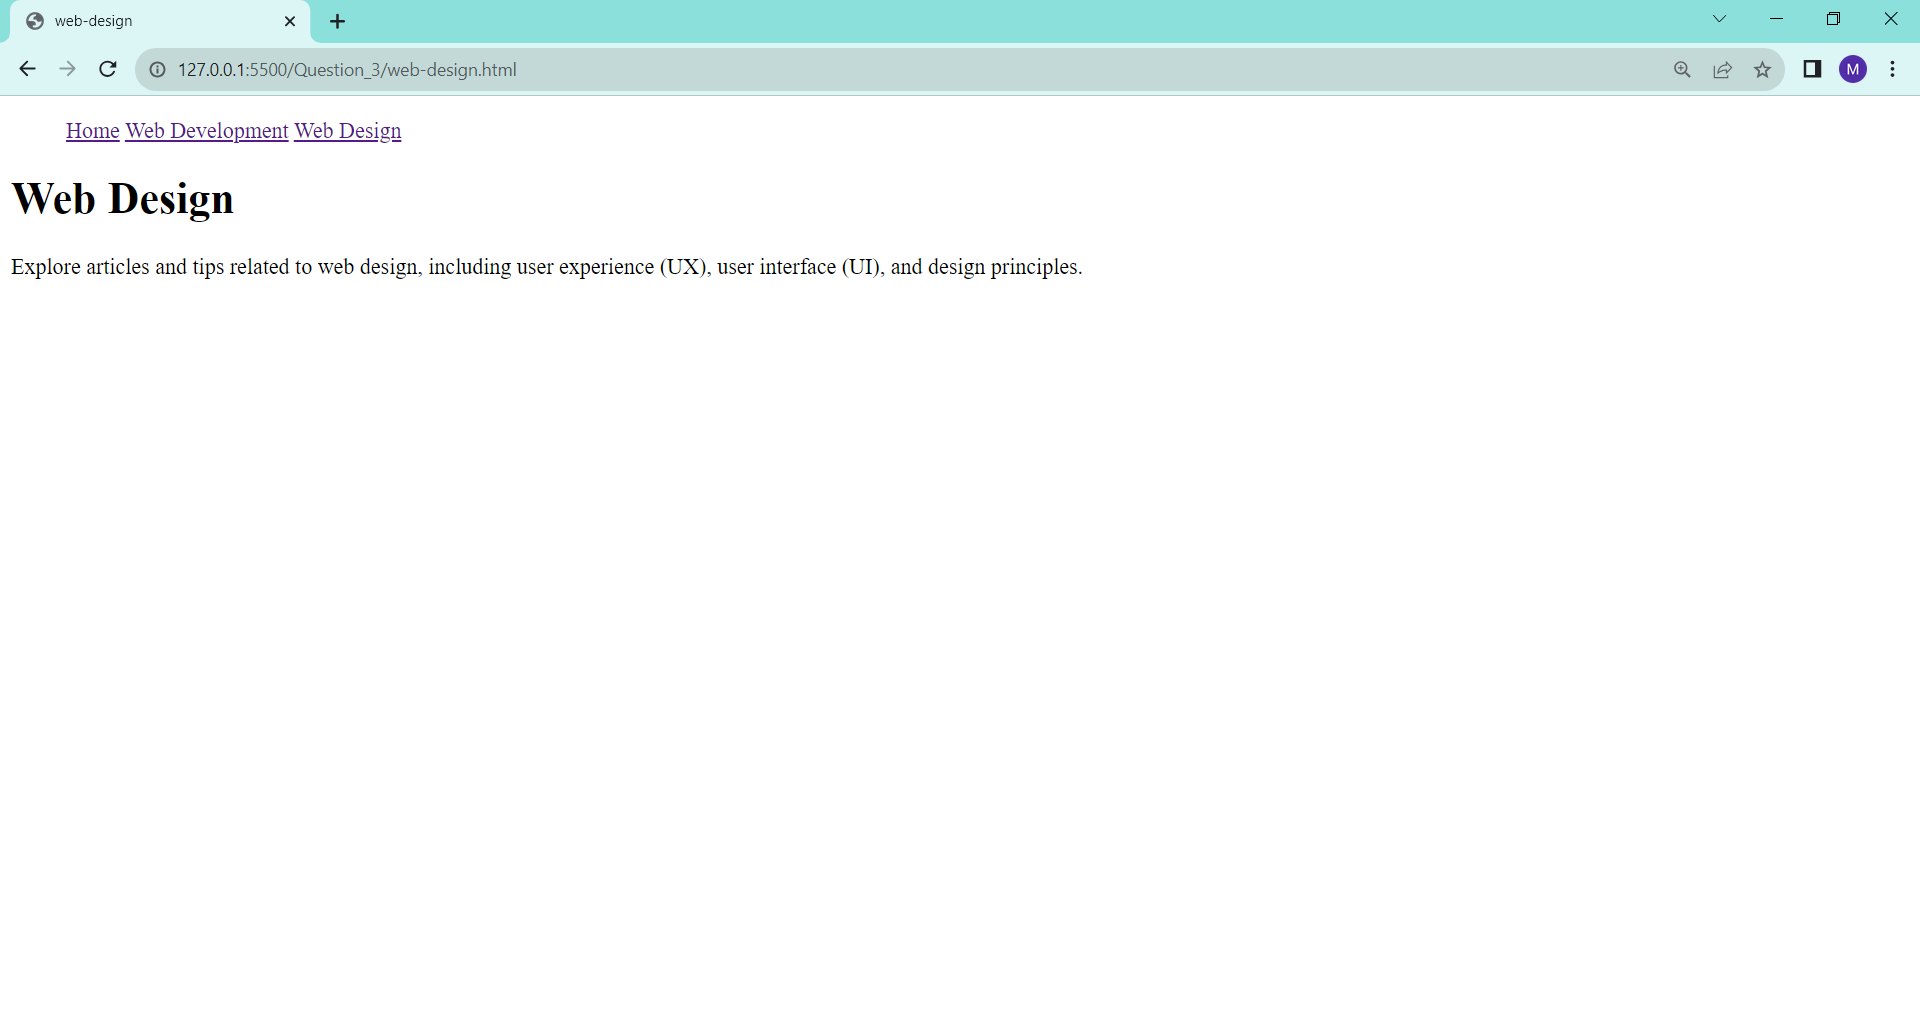 web-design
127.0.0.1:5500/Question_3/web-design.html
M
Home Web Development Web Design
Web Design
Explore articles and tips related to web design, including user experience (UX), user interface (UI), and design principles.